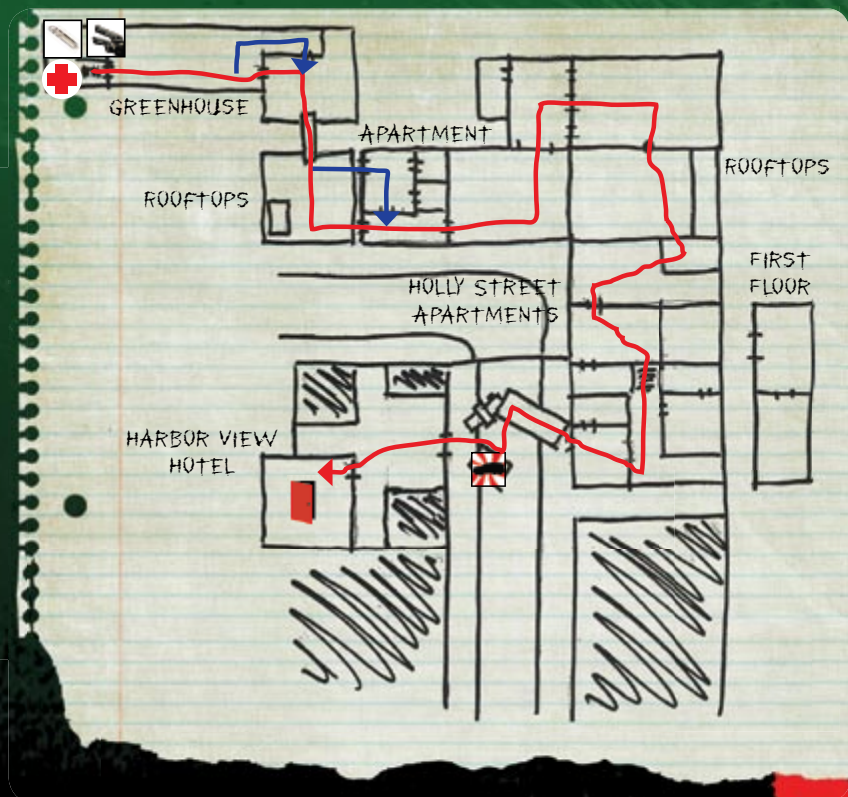 GREENHOUSE
APARTMENT
ROOFTOPS
ROOFTOPS
FIRST
FLOOR
HOLLY STREET
APARTMENTS
HARBOR VIEW
HOTEL